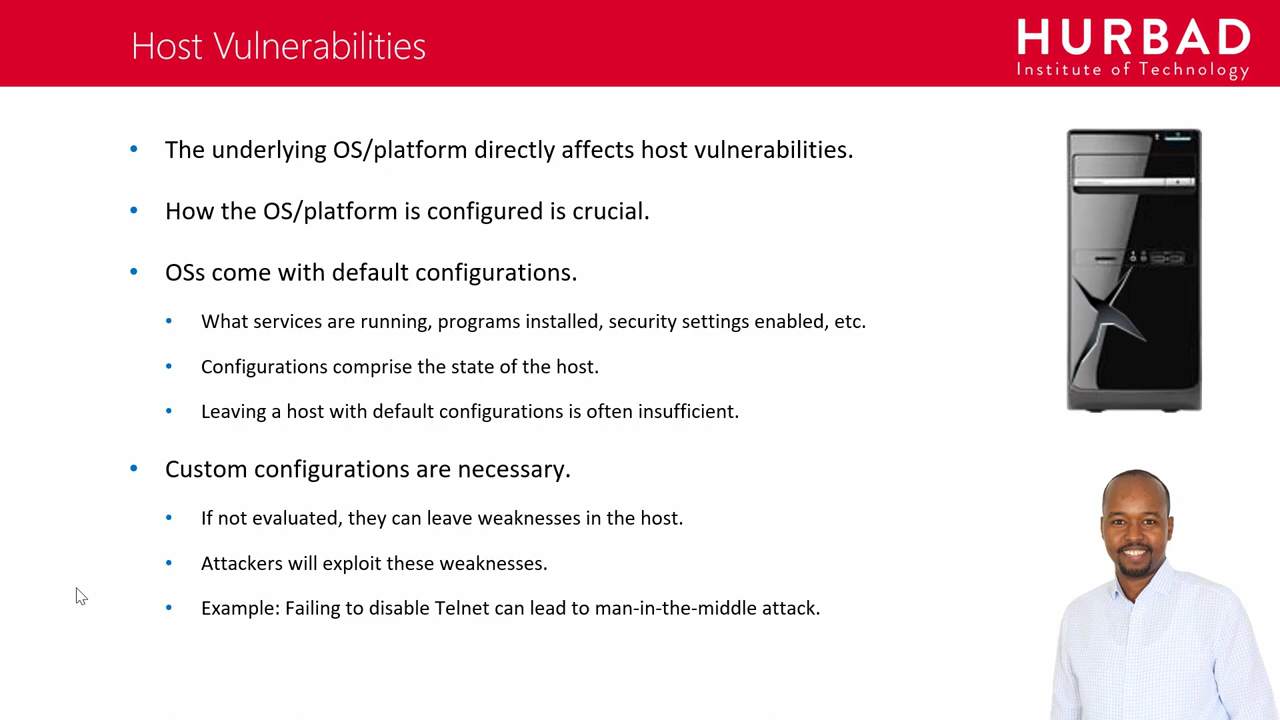 Host Vulnerabilities
HURBAD
Institute of Technology
The underlying OS/platform directly affects host vulnerabilities.
How the OS/platform is configured is crucial.
OSs come with default configurations.
What services are running, programs installed, security settings enabled, etc.
Configurations comprise the state of the host.
Leaving a host with default configurations is often insufficient.
Custom configurations are necessary.
If not evaluated, they can leave weaknesses in the host.
Attackers will exploit these weaknesses.
Example: Failing to disable Telnet can lead to man-in-the-middle attack.